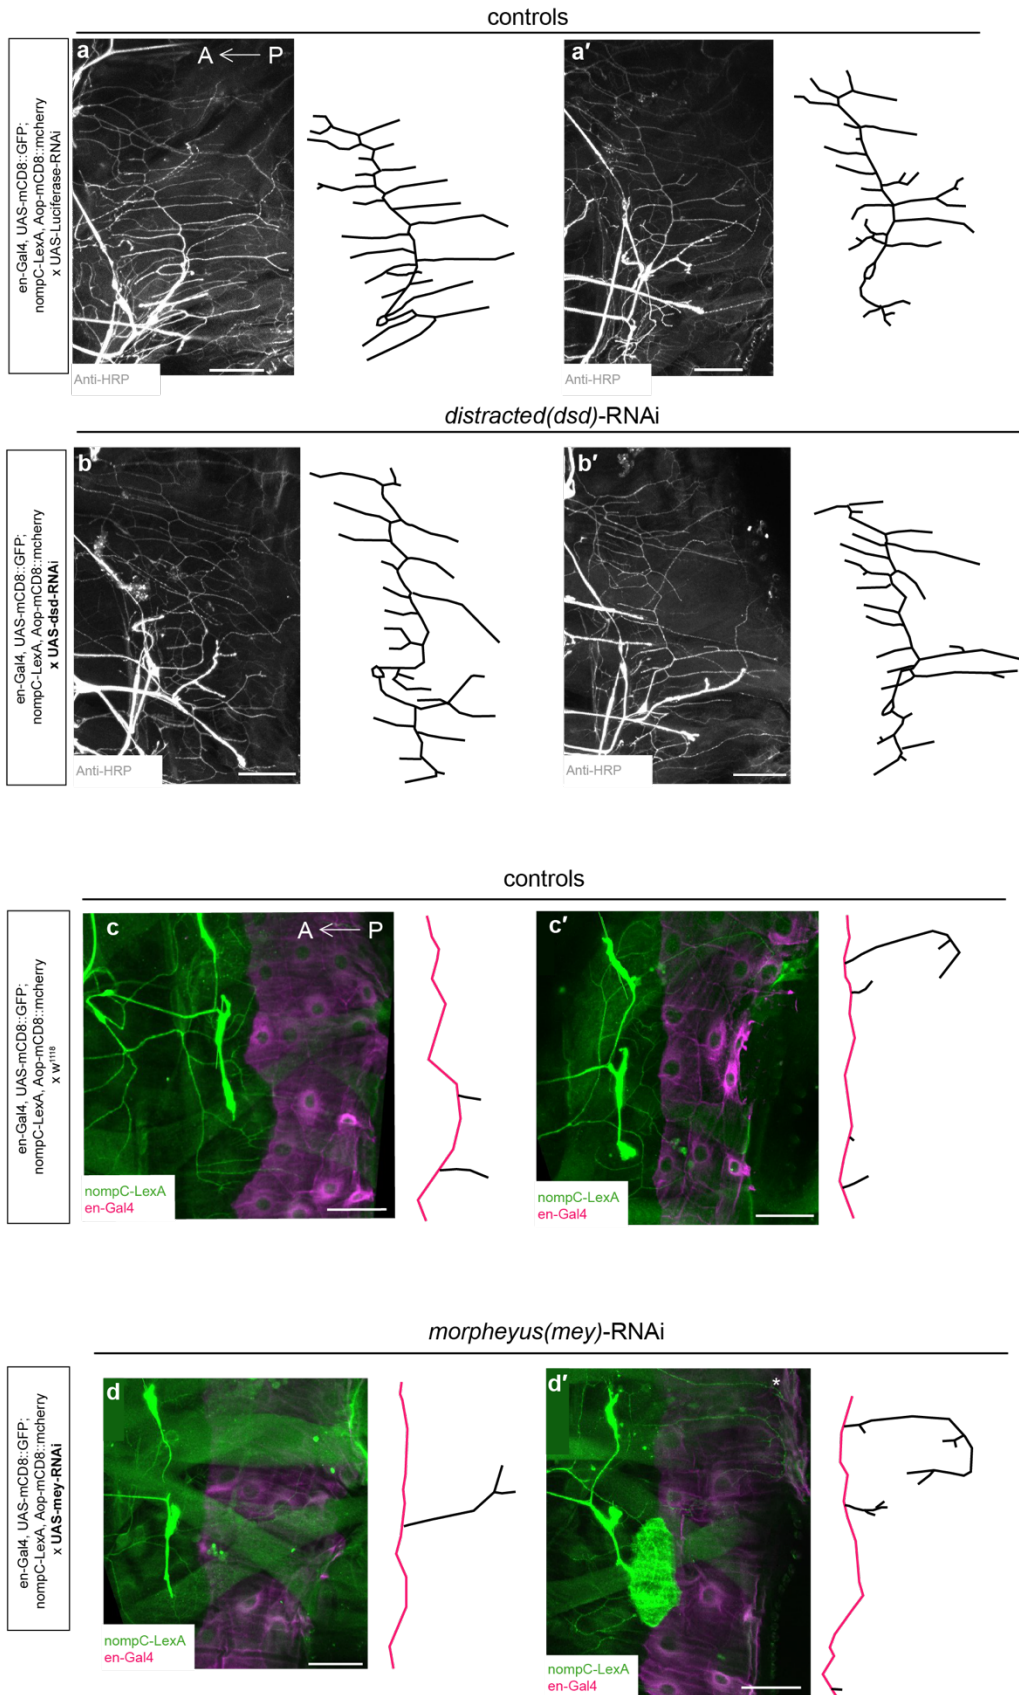 controls
en-Gal4, UAS-mCD8::GFP;
nompC-LexA, Aop-mCD8::mcherry
x UAS-Luciferase-RNAi
a
A ← P
a′
Anti-HRP
Anti-HRP
distracted(dsd)-RNAi
en-Gal4, UAS-mCD8::GFP;
nompC-LexA, Aop-mCD8::mcherry
x UAS-dsd-RNAi
b
b′
Anti-HRP
Anti-HRP
controls
en-Gal4, UAS-mCD8::GFP;
nompC-LexA, Aop-mCD8::mcherry
x w¹¹¹⁸
c
A ← P
c′
nompC-LexA
en-Gal4
nompC-LexA
en-Gal4
morpheyus(mey)-RNAi
en-Gal4, UAS-mCD8::GFP;
nompC-LexA, Aop-mCD8::mcherry
x UAS-mey-RNAi
d
d′
*
nompC-LexA
en-Gal4
nompC-LexA
en-Gal4